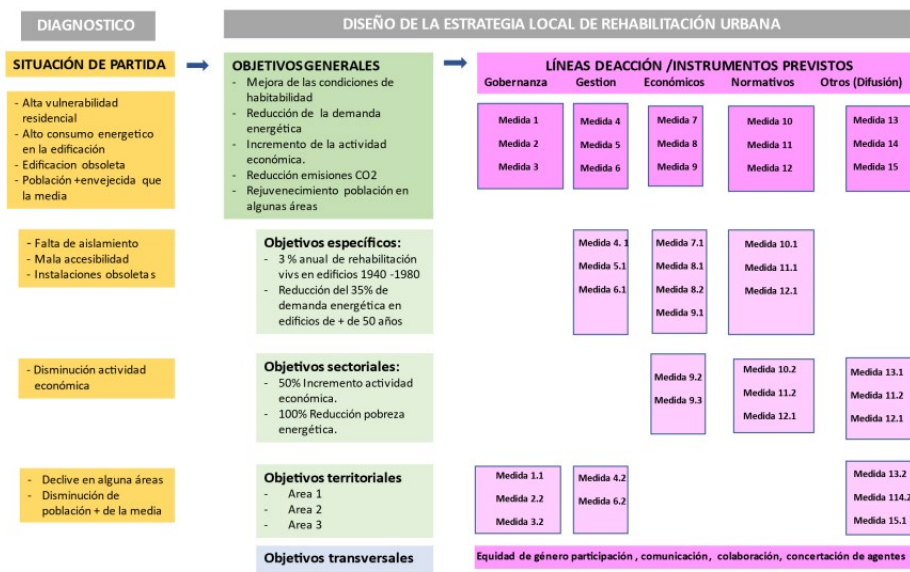 DIAGNOSTICO
DISEÑO DE LA ESTRATEGIA LOCAL DE REHABILITACIÓN URBANA
SITUACIÓN DE PARTIDA
- Alta vulnerabilidad
residencial
- Alto consumo energetico
en la edificación
- Edificacion obsoleta
- Población +envejecida que
la media
OBJETIVOS GENERALES
- Mejora de las condiciones de
habitabilidad
- Reducción de la demanda
energética
- Incremento de la actividad
económica.
- Reducción emisiones CO2
- Rejuvenecimiento población en
algunas áreas
LÍNEAS DEACCIÓN /INSTRUMENTOS PREVISTOS
Gobernanza
Gestion
Económicos
Normativos
Otros (Difusión)
Medida 1
Medida 2
Medida 3
Medida 4
Medida 5
Medida 6
Medida 7
Medida 8
Medida 9
Medida 10
Medida 11
Medida 12
Medida 13
Medida 14
Medida 15
- Falta de aislamiento
- Mala accesibilidad
- Instalaciones obsoletas
Objetivos específicos:
- 3 % anual de rehabilitación
vivs en edificios 1940 -1980
- Reducción del 35% de
demanda energética en
edificios de + de 50 años
Medida 4. 1
Medida 5.1
Medida 6.1
Medida 7.1
Medida 8.1
Medida 8.2
Medida 9.1
Medida 10.1
Medida 11.1
Medida 12.1
- Disminución actividad
económica
Objetivos sectoriales:
- 50% Incremento actividad
económica.
- 100% Reducción pobreza
energética.
Medida 9.2
Medida 9.3
Medida 10.2
Medida 11.2
Medida 12.1
Medida 13.1
Medida 11.2
Medida 12.1
- Declive en alguna áreas
- Disminución de
población + de la media
Objetivos territoriales
- Area 1
- Area 2
- Area 3
Medida 1.1
Medida 2.2
Medida 3.2
Medida 4.2
Medida 6.2
Medida 13.2
Medida 114.2
Medida 15.1
Objetivos transversales
Equidad de género participación , comunicación, colaboración, concertación de agentes